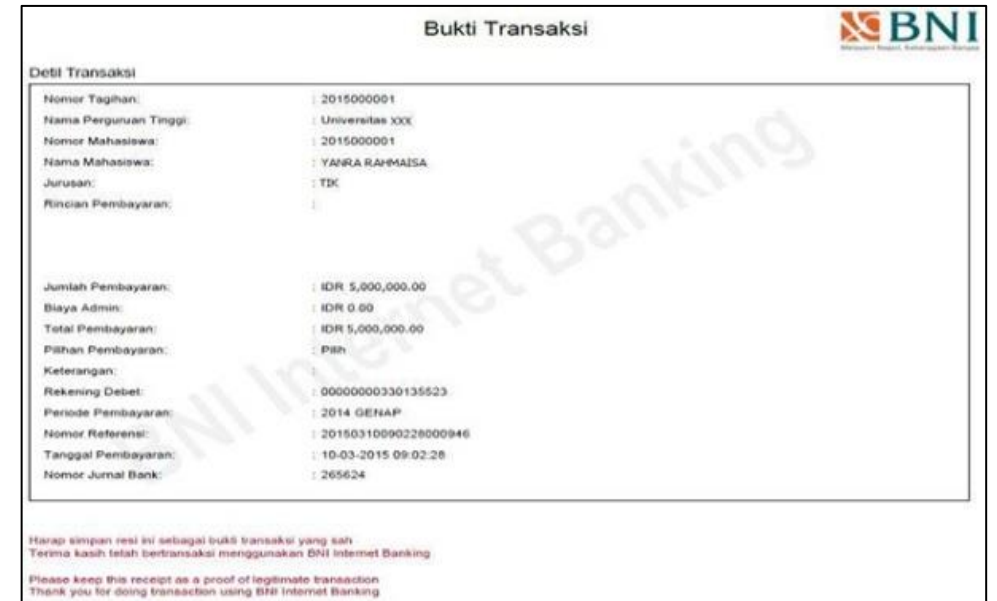 Bukti Transaksi
BNI
Melayani Negeri, Kebanggaan Bangsa
Detil Transaksi
Nomor Tagihan: : 2015000001
Nama Perguruan Tinggi: : Universitas XXX
Nomor Mahasiswa: : 2015000001
Nama Mahasiswa: : YANRA RAHMAISA
Jurusan: : TIK
Rincian Pembayaran: :
Jumlah Pembayaran: : IDR 5,000,000.00
Biaya Admin: : IDR 0.00
Total Pembayaran: : IDR 5,000,000.00
Pilihan Pembayaran: : Pilih
Keterangan: :
Rekening Debet: : 00000000330135523
Periode Pembayaran: : 2014 GENAP
Nomor Referensi: : 20150310090228000946
Tanggal Pembayaran: : 10-03-2015 09:02:28
Nomor Jurnal Bank: : 265624
BNI Internet Banking
Harap simpan resi ini sebagai bukti transaksi yang sah
Terima kasih telah bertransaksi menggunakan BNI Internet Banking
Please keep this receipt as a proof of legitimate transaction
Thank you for doing transaction using BNI Internet Banking